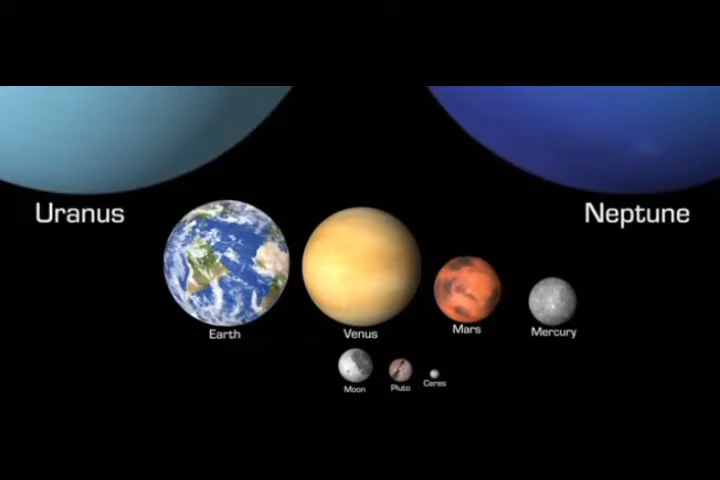 Uranus
Neptune
Earth
Venus
Mars
Mercury
Moon
Pluto
Ceres